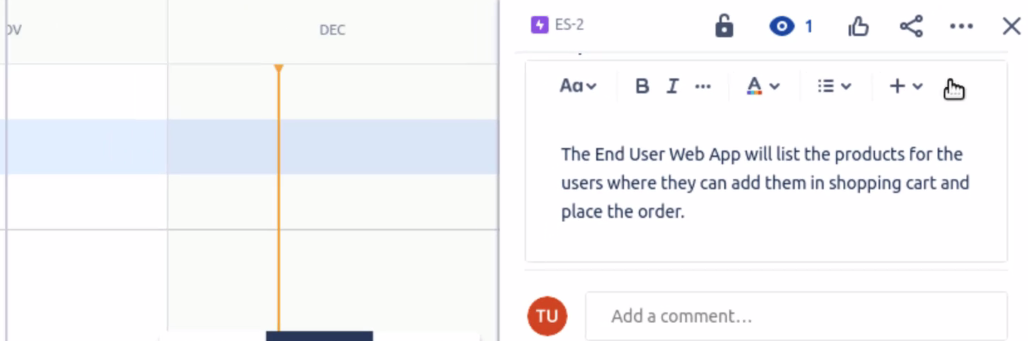 DEC
ES-2
1
Aa
B I A
The End User Web App will list the products for the
users where they can add them in shopping cart and
place the order.
TU
Add a comment…